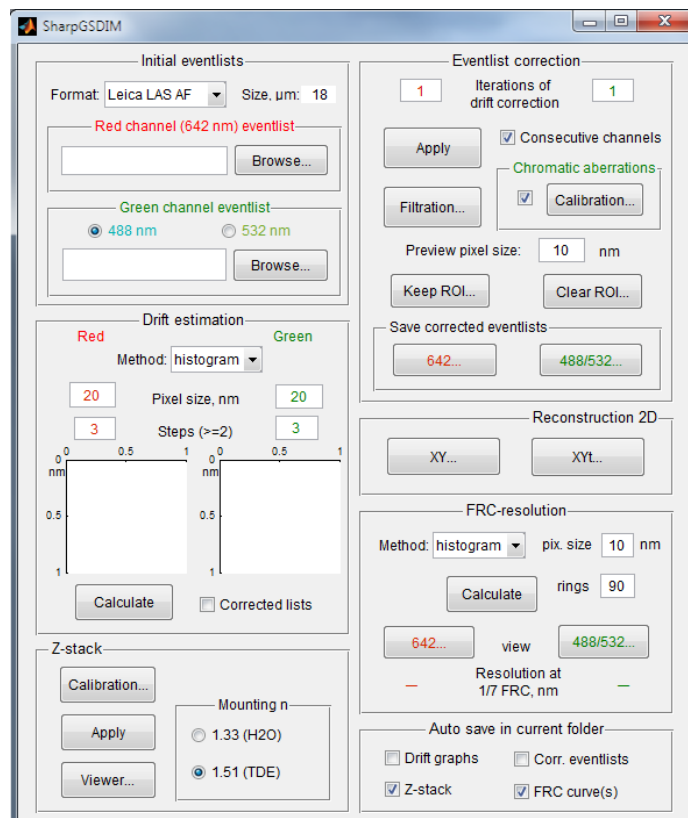 SharpGSDIM
Initial eventlists
Format: Leica LAS AF Size, µm: 18
Red channel (642 nm) eventlist
Browse...
Green channel eventlist
488 nm 532 nm
Browse...
Drift estimation
Red Green
Method: histogram
20 Pixel size, nm 20
3 Steps (>=2) 3
0 0.5 1 0 0.5 1
0 0
nm nm
0.5 0.5
1 1
Calculate Corrected lists
Z-stack
Calibration...
Apply
Viewer...
Mounting n
1.33 (H2O)
1.51 (TDE)
Eventlist correction
1 Iterations of 1
drift correction
Apply Consecutive channels
Chromatic aberrations
Filtration... Calibration...
Preview pixel size: 10 nm
Keep ROI... Clear ROI...
Save corrected eventlists
642... 488/532...
Reconstruction 2D
XY... XYt...
FRC-resolution
Method: histogram pix. size 10 nm
Calculate rings 90
642... view 488/532...
— Resolution at —
1/7 FRC, nm
Auto save in current folder
Drift graphs Corr. eventlists
Z-stack FRC curve(s)